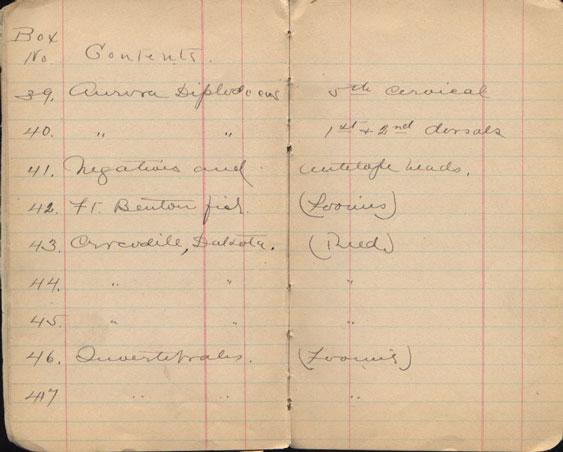 Box
No. Contents.
39. Aurora Diplodocus 5th cervical
40. " " 1st + 2nd dorsals
41. Negatives and antelope heads.
42. Ft. Benton fish. (Loomis)
43. Crocodile, Dakota. (Reed)
44. " " "
45. " " "
46. Invertebrates. (Loomis)
47 " " "